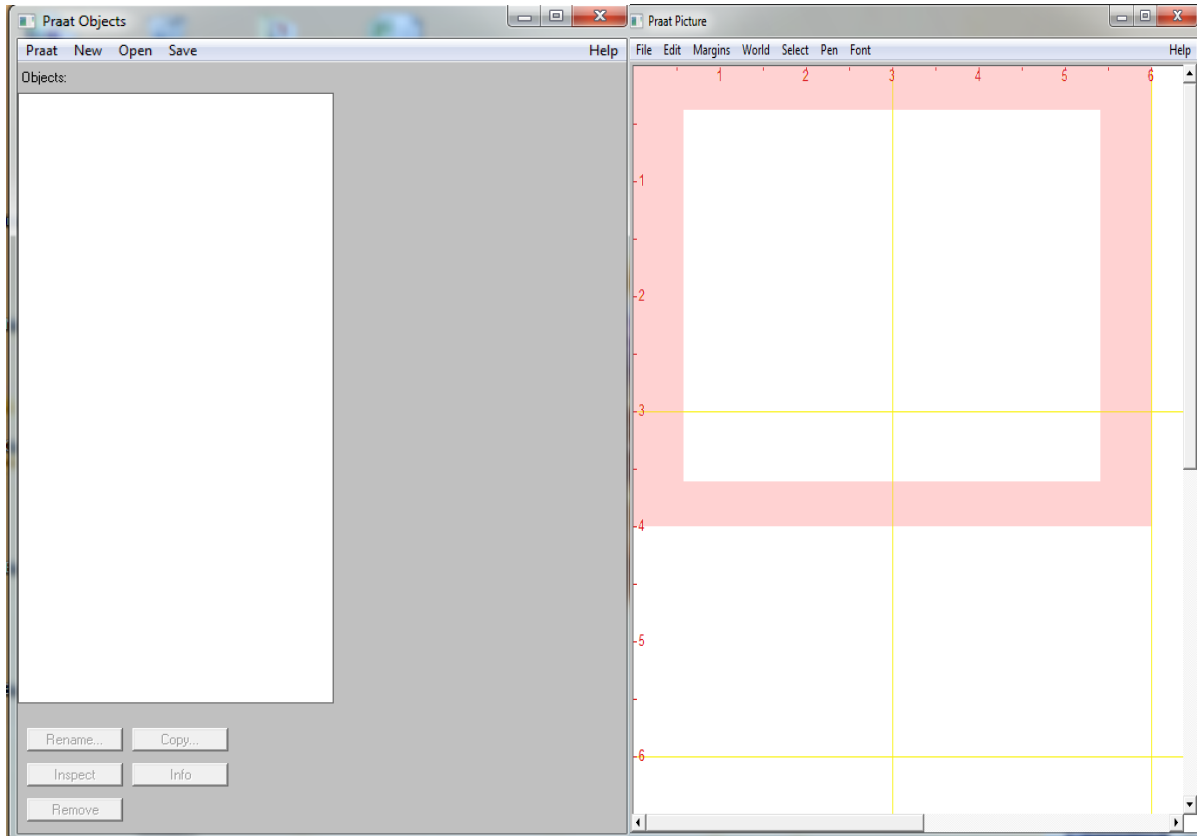 Praat Objects
Praat New Open Save Help
Objects:
Rename... Copy...
Inspect Info
Remove
Praat Picture
File Edit Margins World Select Pen Font Help
1 2 3 4 5 6
1
2
3
4
5
6